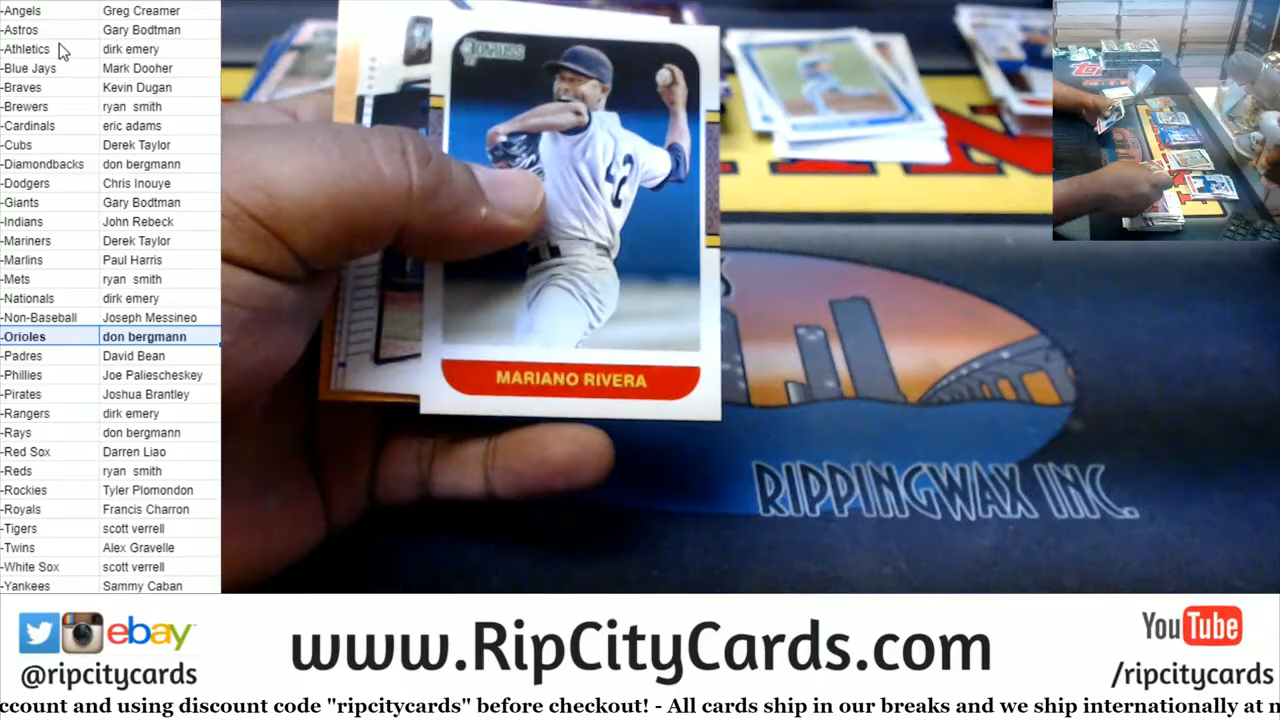 -Angels Greg Creamer
-Astros Gary Bodtman
-Athletics dirk emery
-Blue Jays Mark Dooher
-Braves Kevin Dugan
-Brewers ryan smith
-Cardinals eric adams
-Cubs Derek Taylor
-Diamondbacks don bergmann
-Dodgers Chris Inouye
-Giants Gary Bodtman
-Indians John Rebeck
-Mariners Derek Taylor
-Marlins Paul Harris
-Mets ryan smith
-Nationals dirk emery
-Non-Baseball Joseph Messineo
-Orioles don bergmann
-Padres David Bean
-Phillies Joe Paliescheskey
-Pirates Joshua Brantley
-Rangers dirk emery
-Rays don bergmann
-Red Sox Darren Liao
-Reds ryan smith
-Rockies Tyler Plomondon
-Royals Francis Charron
-Tigers scott verrell
-Twins Alex Gravelle
-White Sox scott verrell
-Yankees Sammy Caban
Donruss
42
MARIANO RIVERA
RIPPINGWAX INC.
ebay
@ripcitycards
www.RipCityCards.com
YouTube
/ripcitycards
ccount and using discount code "ripcitycards" before checkout! - All cards ship in our breaks and we ship internationally at n